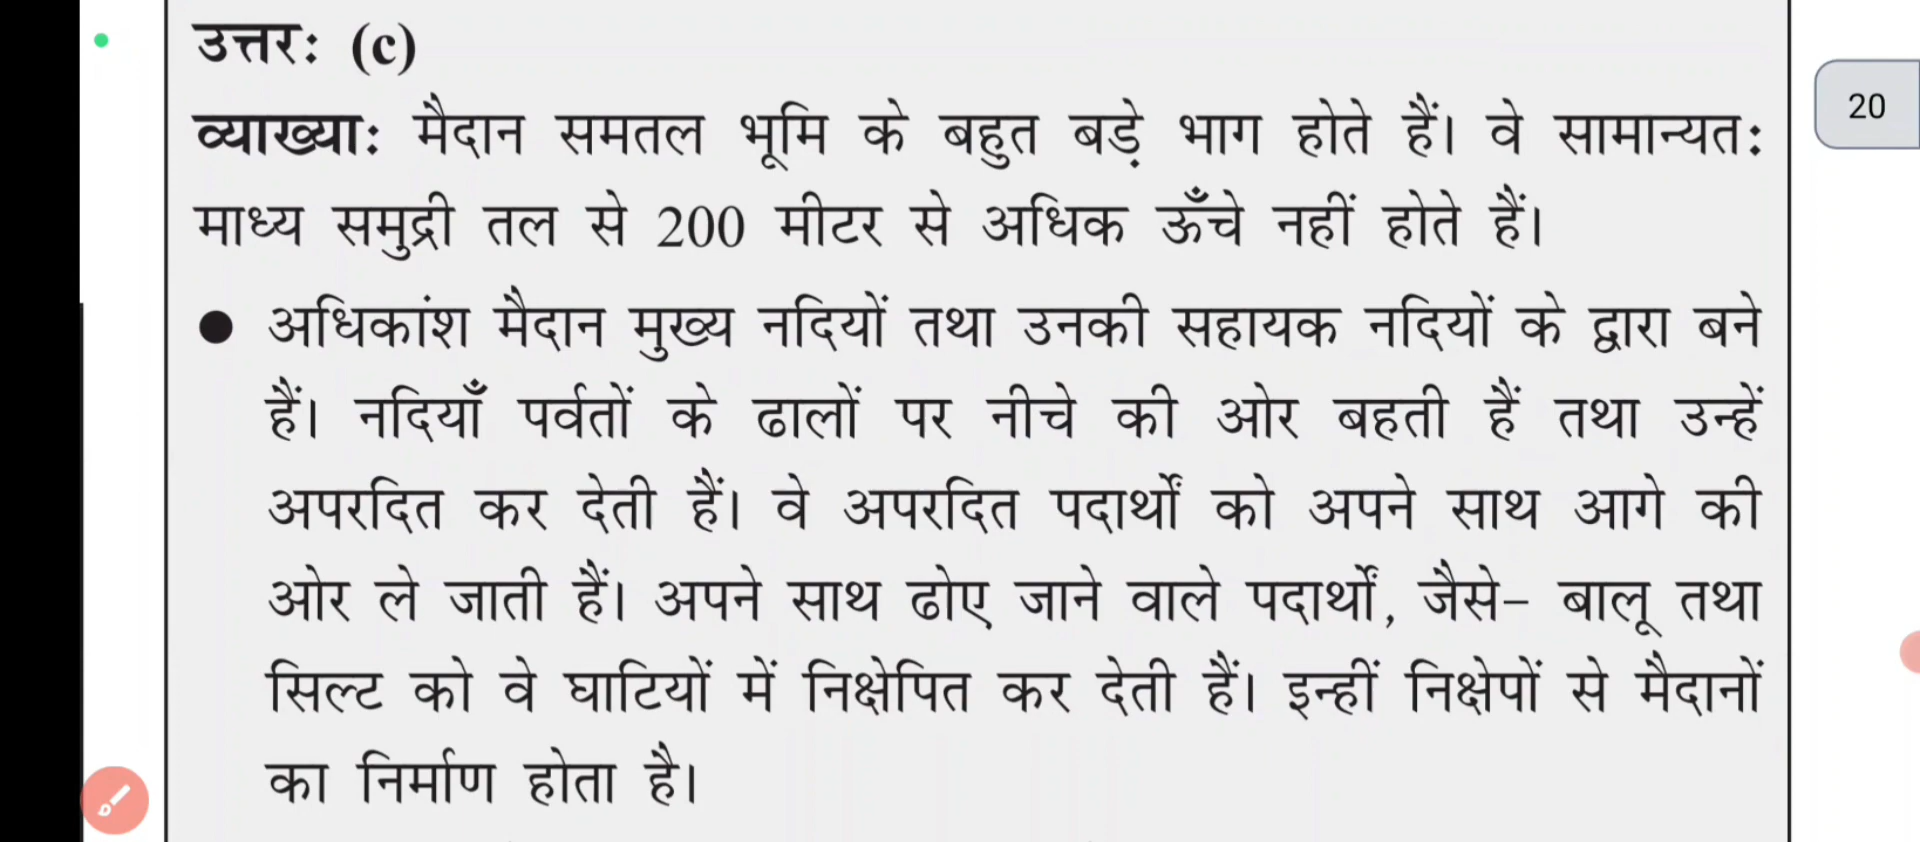 उत्तरः (c)
व्याख्याः मैदान समतल भूमि के बहुत बड़े भाग होते हैं। वे सामान्यतः
20
माध्य समुद्री तल से 200 मीटर से अधिक ऊँचे नहीं होते हैं।
● अधिकांश मैदान मुख्य नदियों तथा उनकी सहायक नदियों के द्वारा बने
हैं। नदियाँ पर्वतों के ढालों पर नीचे की ओर बहती हैं तथा उन्हें
अपरदित कर देती हैं। वे अपरदित पदार्थों को अपने साथ आगे की
ओर ले जाती हैं। अपने साथ ढोए जाने वाले पदार्थों, जैसे– बालू तथा
सिल्ट को वे घाटियों में निक्षेपित कर देती हैं। इन्हीं निक्षेपों से मैदानों
का निर्माण होता है।